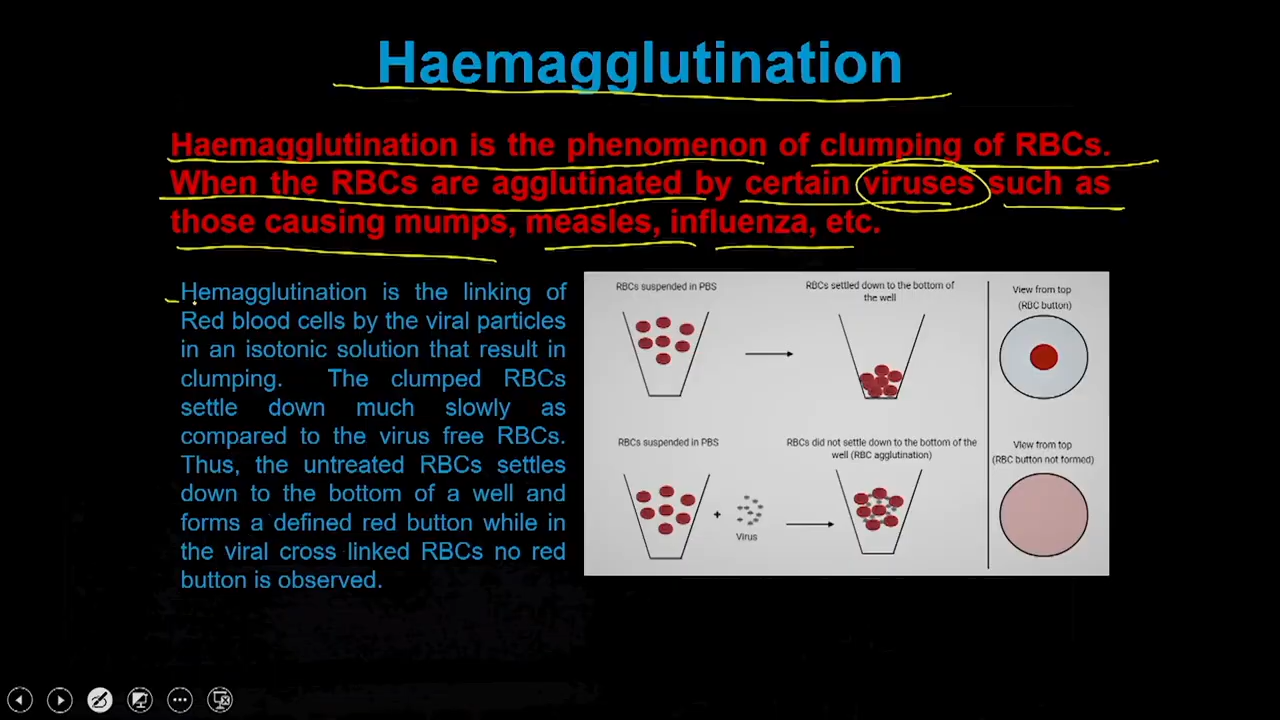 Haemagglutination
Haemagglutination is the phenomenon of clumping of RBCs.
When the RBCs are agglutinated by certain viruses such as
those causing mumps, measles, influenza, etc.
Hemagglutination is the linking of
Red blood cells by the viral particles
in an isotonic solution that result in
clumping. The clumped RBCs
settle down much slowly as
compared to the virus free RBCs.
Thus, the untreated RBCs settles
down to the bottom of a well and
forms a defined red button while in
the viral cross linked RBCs no red
button is observed.
RBCs suspended in PBS
RBCs settled down to the bottom of
the well
View from top
(RBC button)
RBCs suspended in PBS
RBCs did not settle down to the bottom of the
well (RBC agglutination)
View from top
(RBC button not formed)
+
Virus